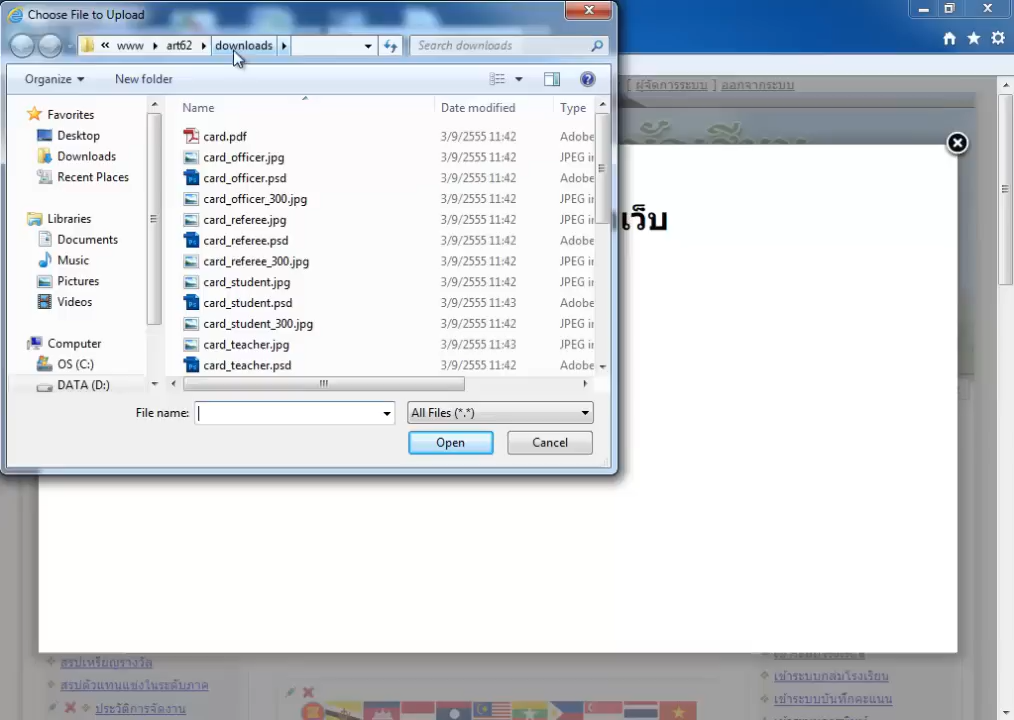 Choose File to Upload
« www ▸ art62 ▸ downloads ▸
Search downloads
Organize
New folder
[ ผู้จัดการระบบ ] ออกจากระบบ
Favorites
Desktop
Downloads
Recent Places
Libraries
Documents
Music
Pictures
Videos
Computer
OS (C:)
DATA (D:)
Name Date modified Type
card.pdf 3/9/2555 11:42 Adobe
card_officer.jpg 3/9/2555 11:42 JPEG i
card_officer.psd 3/9/2555 11:42 Adobe
card_officer_300.jpg 3/9/2555 11:42 JPEG i
card_referee.jpg 3/9/2555 11:42 JPEG i
card_referee.psd 3/9/2555 11:42 Adobe
card_referee_300.jpg 3/9/2555 11:42 JPEG i
card_student.jpg 3/9/2555 11:42 JPEG i
card_student.psd 3/9/2555 11:43 Adobe
card_student_300.jpg 3/9/2555 11:42 JPEG i
card_teacher.jpg 3/9/2555 11:43 JPEG i
card_teacher.psd 3/9/2555 11:42 Adobe
File name:
All Files (*.*)
Open
Cancel
เว็บ
สรุปเหรียญรางวัล
สรุปตัวแทนแข่งในระดับภาค
ประวัติการจัดงาน
เข้าระบบกลุ่มโรงเรียน
เข้าระบบบันทึกคะแนน